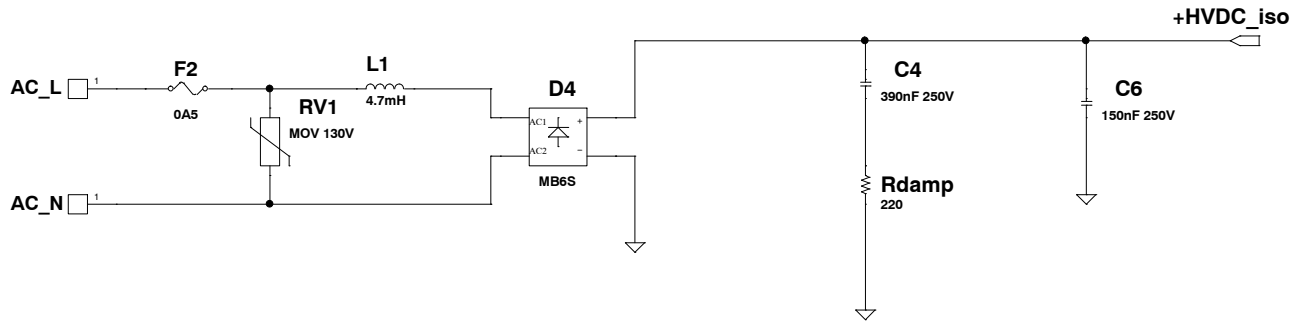 +HVDC_iso
AC_L 1
F2
0A5
L1
4.7mH
RV1
MOV 130V
D4
AC1 +
AC2 −
MB6S
C4
390nF 250V
C6
150nF 250V
Rdamp
220
AC_N 1